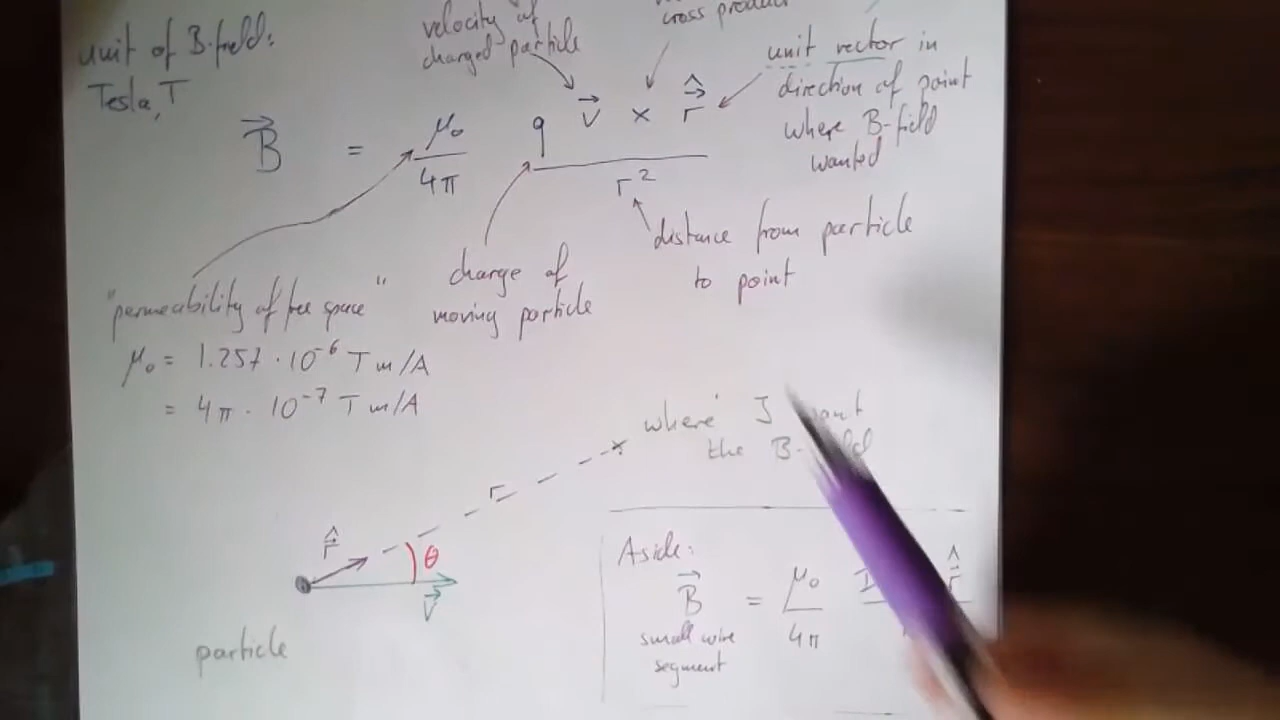 unit of B-field:
Tesla, T
velocity of
charged particle
cross product
unit vector in
direction of point
where B-field
wanted
B⃗ = μ₀/4π q v⃗ × r̂⃗ / r²
distance from particle
to point
charge of
moving particle
"permeability of free space"
μ₀ = 1.257 · 10⁻⁶ T m/A
= 4π · 10⁻⁷ T m/A
where I want
the B-field
r
r̂⃗
θ
v⃗
particle
Aside:
B⃗ = μ₀/4π I r̂⃗
small wire
segment